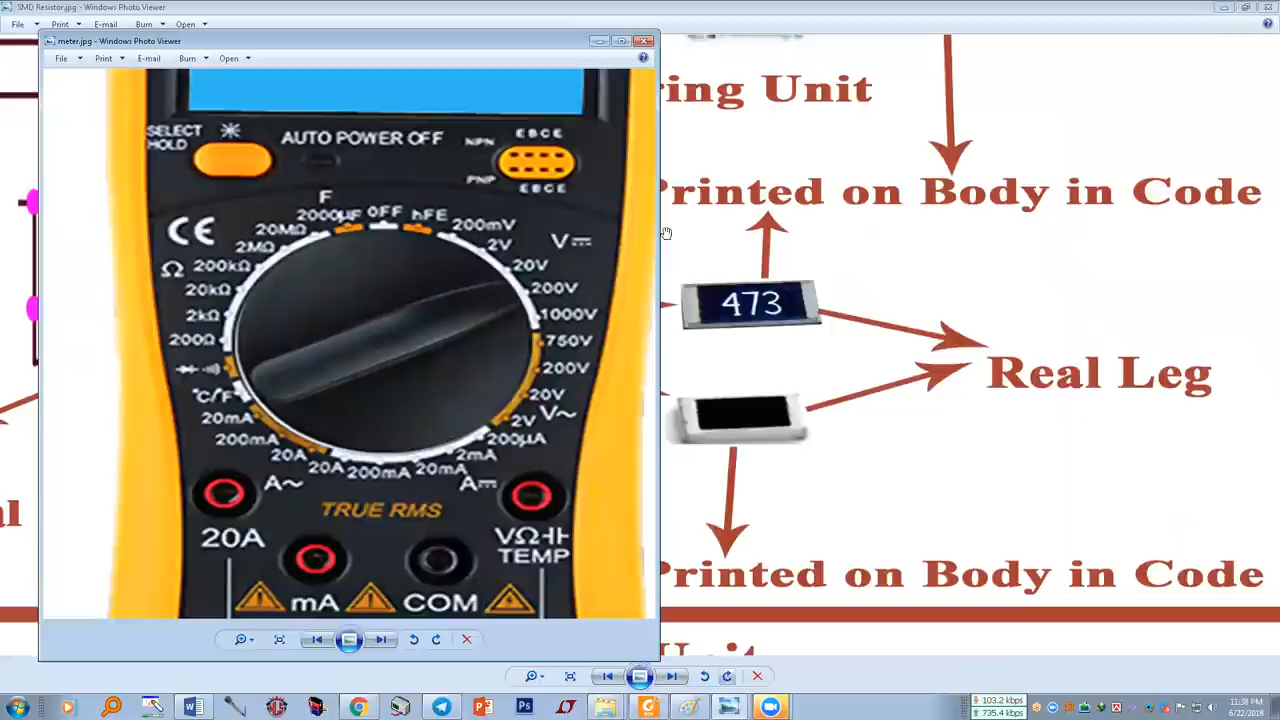 SMD Resistor.jpg - Windows Photo Viewer
File Print E-mail Burn Open
meter.jpg - Windows Photo Viewer
File Print E-mail Burn Open
SELECT
HOLD
AUTO POWER OFF
NPN
E B C E
PNP
E B C E
F
2000µF
OFF
hFE
200mV
20MΩ
2MΩ
200kΩ
20kΩ
2kΩ
200Ω
°C/F
20mA
200mA
20A
A~
2V
20V
200V
1000V
V⎓
750V
200V
20V
2V
V~
200µA
2mA
20mA
200mA
20A
A⎓
CE
Ω
TRUE RMS
20A
VΩ
TEMP
mA
COM
ring Unit
Printed on Body in Code
473
Real Leg
Printed on Body in Code
al
103.2 kbps
735.4 kbps
11:38 PM
6/22/2018